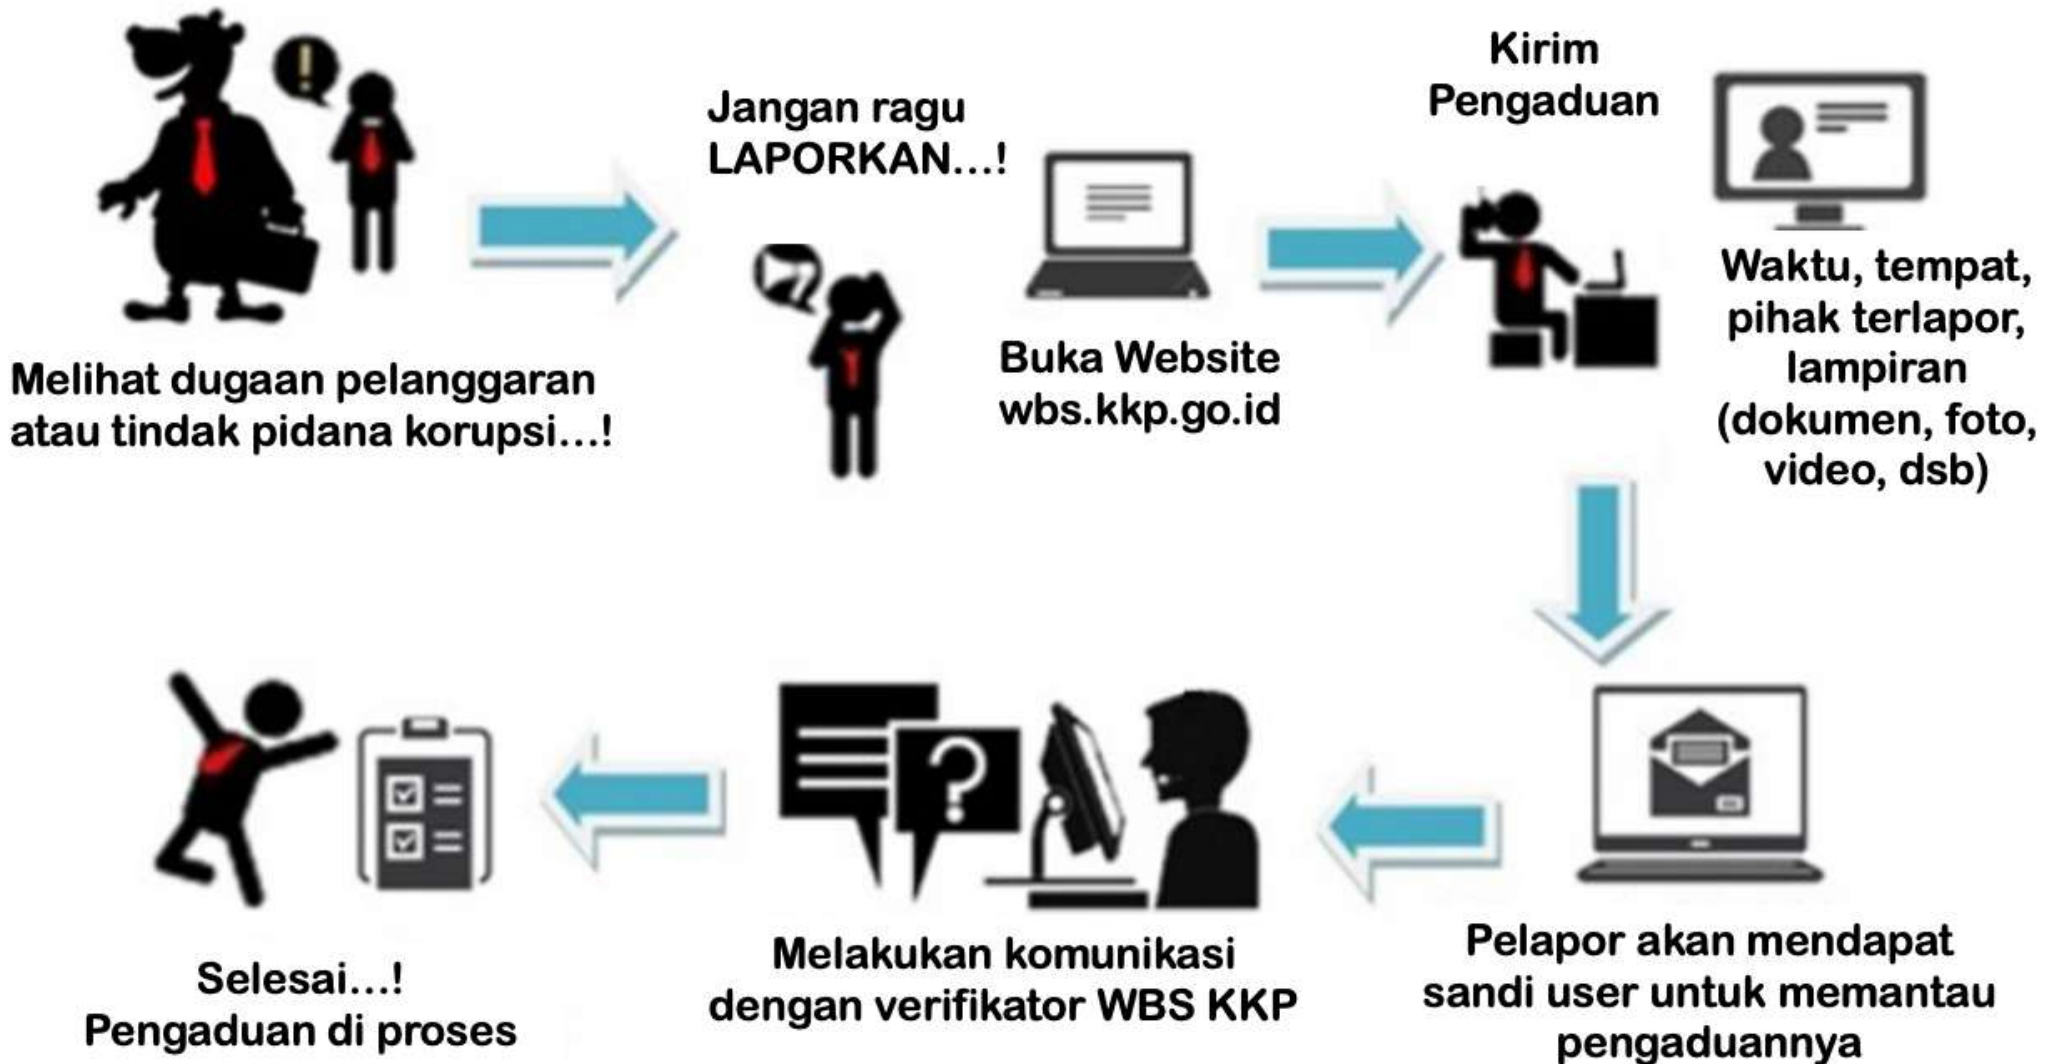 Melihat dugaan pelanggaran
atau tindak pidana korupsi...!
Jangan ragu
LAPORKAN...!
Buka Website
wbs.kkp.go.id
Kirim
Pengaduan
Waktu, tempat,
pihak terlapor,
lampiran
(dokumen, foto,
video, dsb)
Pelapor akan mendapat
sandi user untuk memantau
pengaduannya
Melakukan komunikasi
dengan verifikator WBS KKP
Selesai...!
Pengaduan di proses